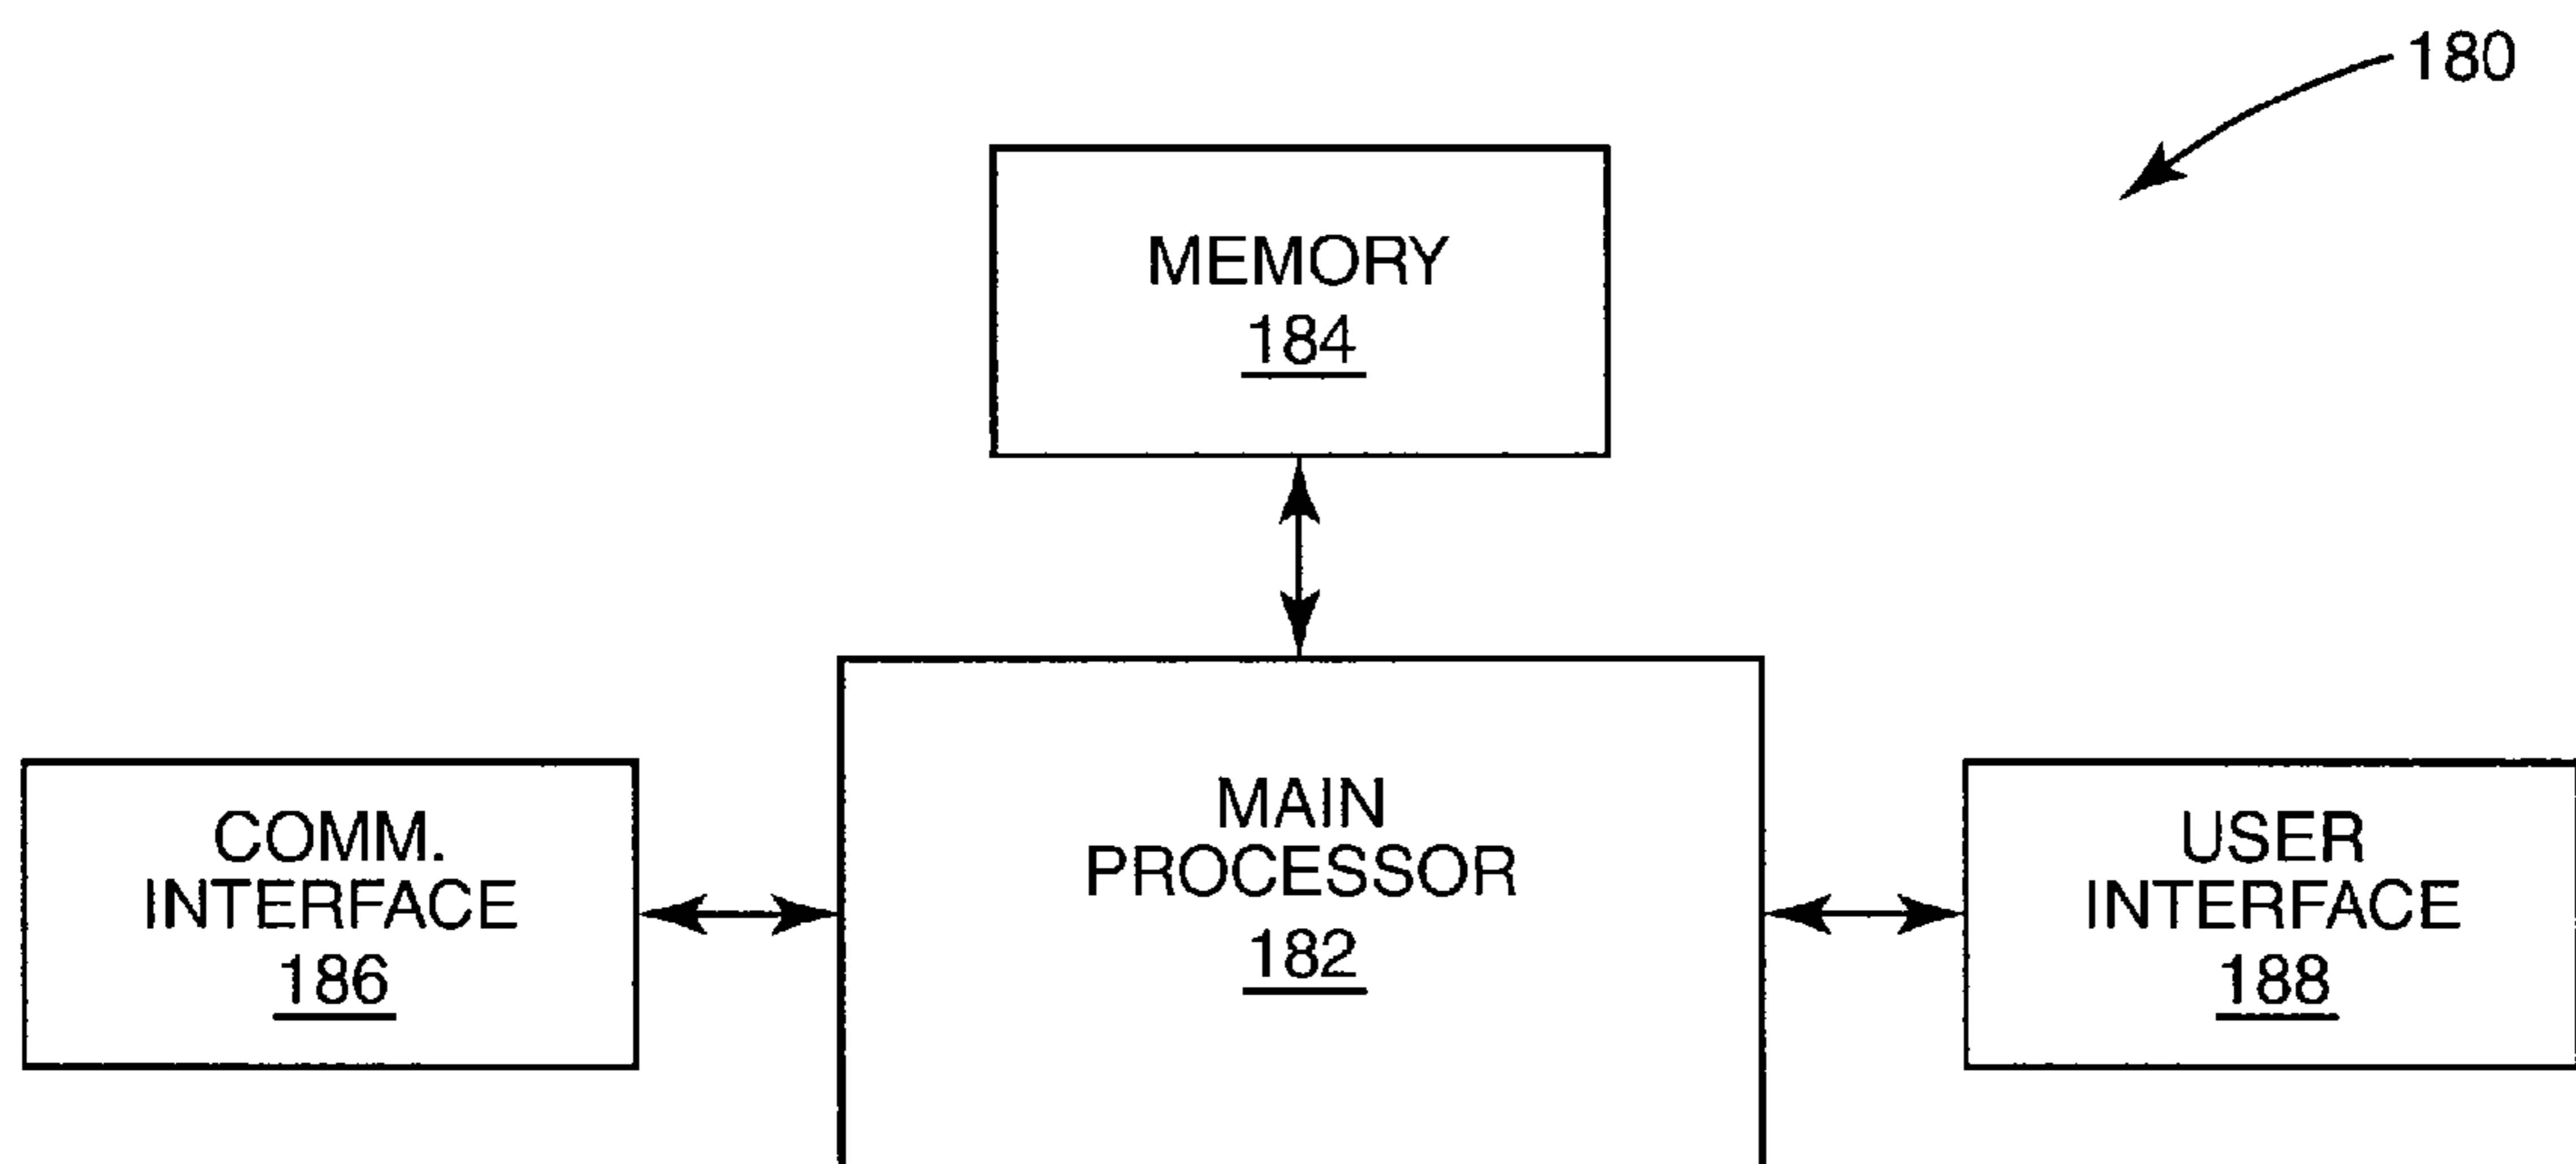 180
MEMORY
184
MAIN
PROCESSOR
182
COMM.
INTERFACE
186
USER
INTERFACE
188